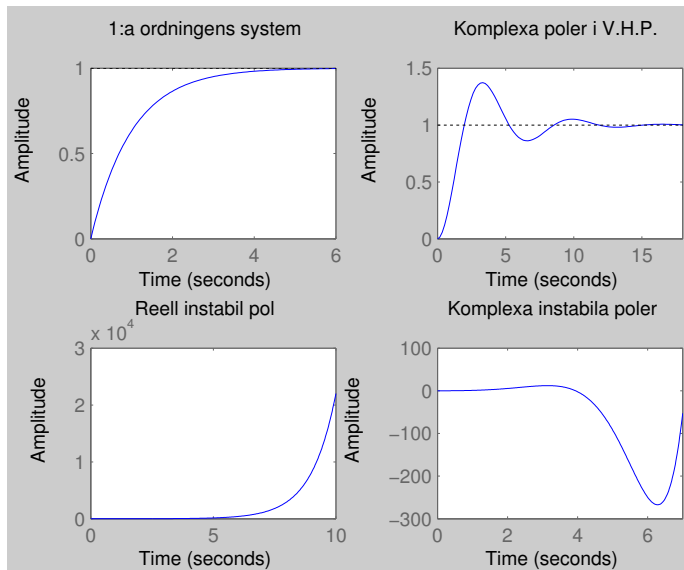 1:a ordningens system
1
0.5
0
Amplitude
0 2 4 6
Time (seconds)
Komplexa poler i V.H.P.
1.5
1
0.5
0
Amplitude
0 5 10 15
Time (seconds)
Reell instabil pol
x 10^4
3
2
1
0
Amplitude
0 5 10
Time (seconds)
Komplexa instabila poler
100
0
−100
−200
−300
Amplitude
0 2 4 6
Time (seconds)